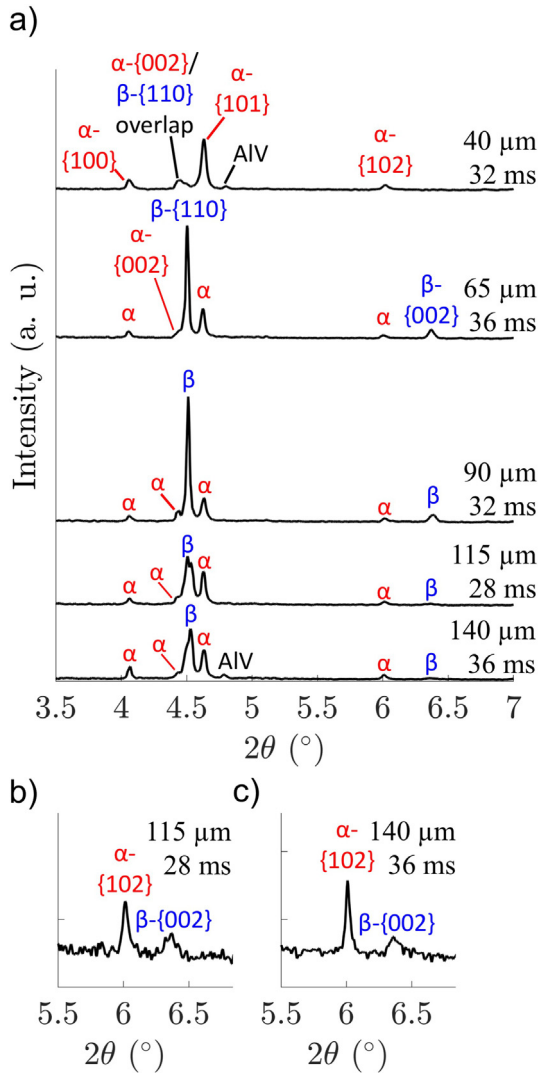 a)
α-{002}/
β-{110}
overlap
α-
{101}
α-
{100}
AlV
α-
{102}
40 µm
32 ms
β-{110}
α-
{002}
α
α
α
β-
{002}
65 µm
36 ms
β
α
α
α
α
β
90 µm
32 ms
β
α
α
α
α
β
115 µm
28 ms
β
α
α
α
AlV
α
β
140 µm
36 ms
Intensity (a. u.)
3.5 4 4.5 5 5.5 6 6.5 7
2θ (°)
b)
115 µm
28 ms
α-
{102}
β-{002}
5.5 6 6.5
2θ (°)
c)
140 µm
36 ms
α-
{102}
β-{002}
5.5 6 6.5
2θ (°)